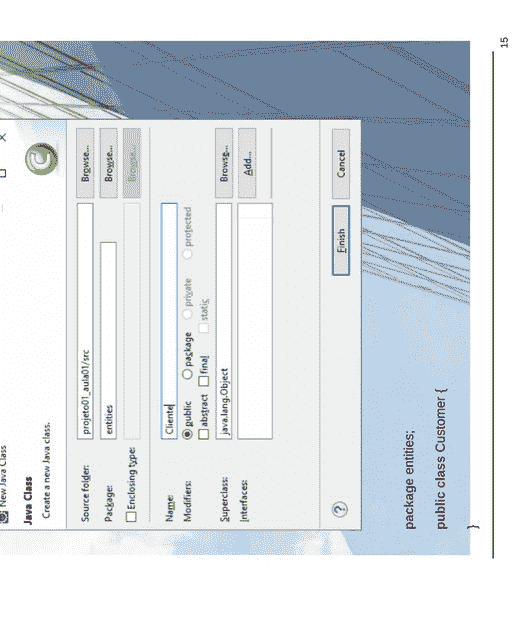 New Java Class
Java Class
Create a new Java class.
Source folder: projeto01_aula01/src Browse...
Package: entities Browse...
Enclosing type: Browse...
Name: Cliente
Modifiers: public package private protected
abstract final static
Superclass: java.lang.Object Browse...
Interfaces: Add...
? Finish Cancel
package entities;
public class Customer {
}
15